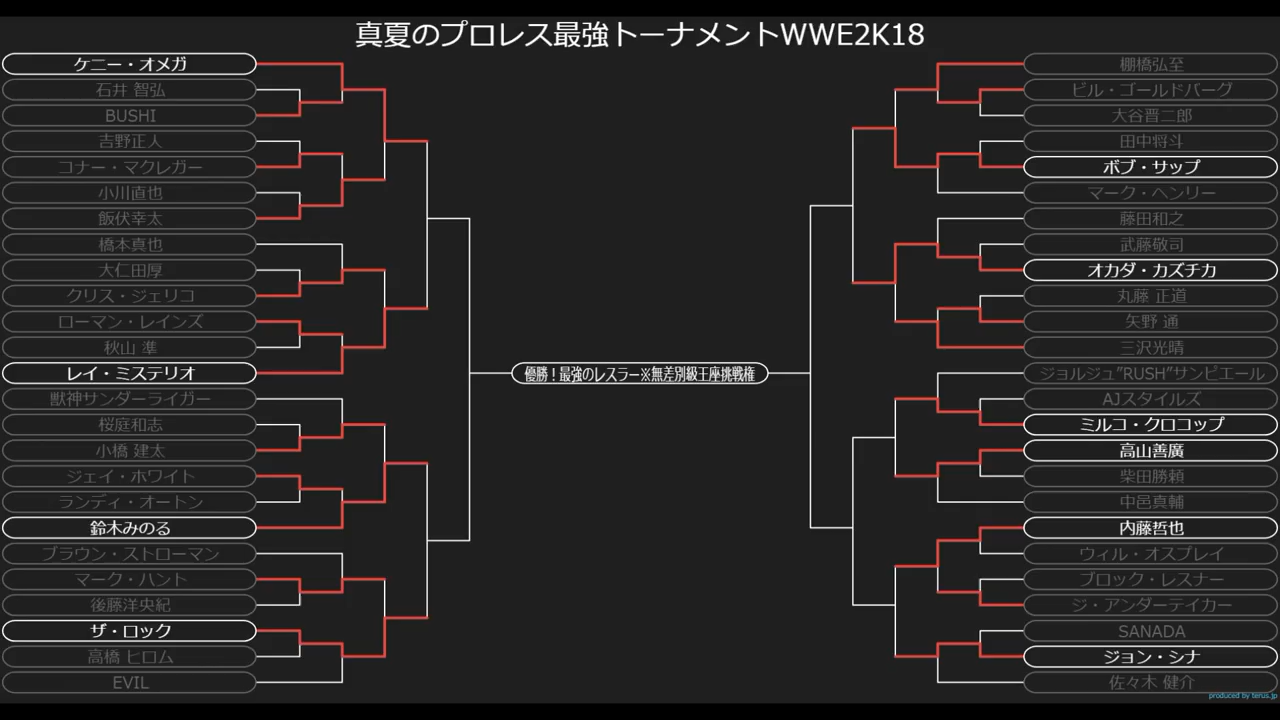 真夏のプロレス最強トーナメントWWE2K18
ケニー・オメガ
石井 智弘
BUSHI
吉野正人
コナー・マクレガー
小川直也
飯伏幸太
橋本真也
大仁田厚
クリス・ジェリコ
ローマン・レインズ
秋山 準
レイ・ミステリオ
獣神サンダーライガー
桜庭和志
小橋 建太
ジェイ・ホワイト
ランディ・オートン
鈴木みのる
ブラウン・ストローマン
マーク・ハント
後藤洋央紀
ザ・ロック
高橋 ヒロム
EVIL
優勝!最強のレスラー※無差別級王座挑戦権
棚橋弘至
ビル・ゴールドバーグ
大谷晋二郎
田中将斗
ボブ・サップ
マーク・ヘンリー
藤田和之
武藤敬司
オカダ・カズチカ
丸藤 正道
矢野 通
三沢光晴
ジョルジュ"RUSH"サンピエール
AJスタイルズ
ミルコ・クロコップ
高山善廣
柴田勝頼
中邑真輔
内藤哲也
ウィル・オスプレイ
ブロック・レスナー
ジ・アンダーテイカー
SANADA
ジョン・シナ
佐々木 健介
produced by terus.jp